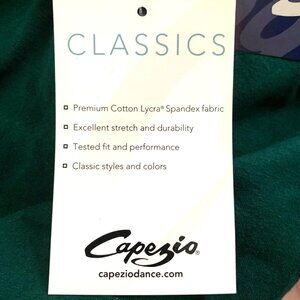 CLASSICS
Premium Cotton Lycra® Spandex fabric
Excellent stretch and durability
Tested fit and performance
Classic styles and colors
Capezio®
capeziodance.com